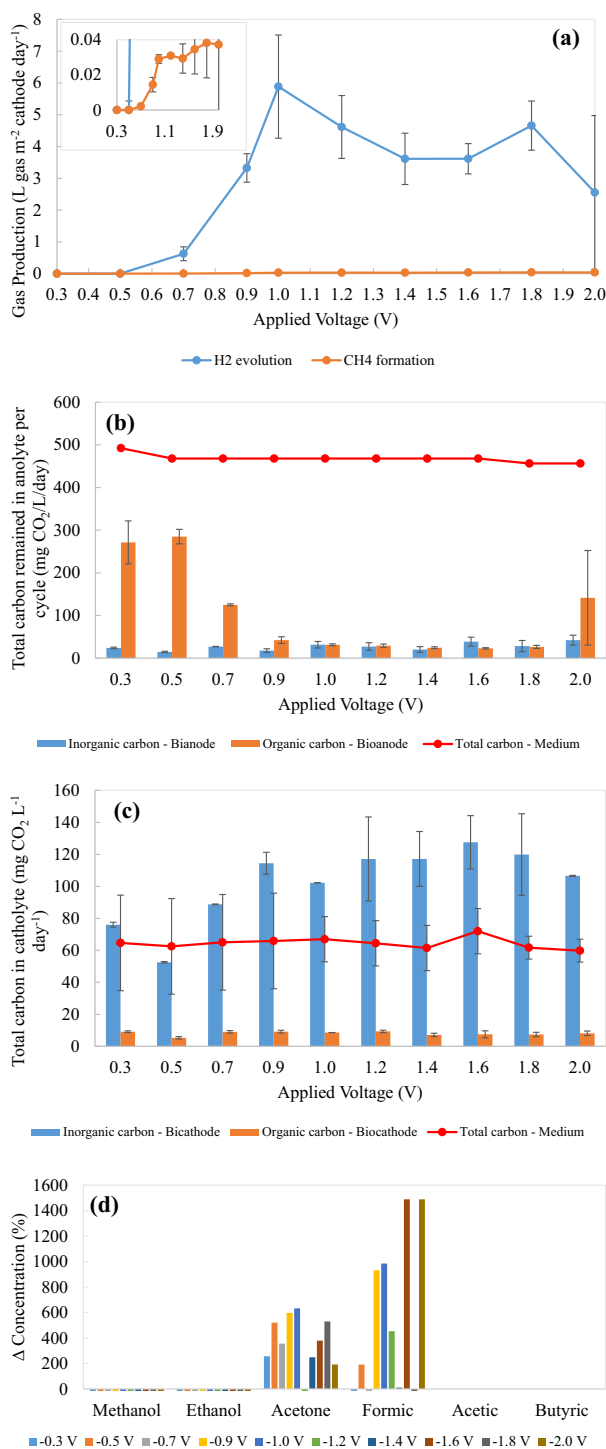 (a)
Gas Production (L gas m-2 cathode day-1)
8
7
6
5
4
3
2
1
0
0.04
0.02
0
0.3 1.1 1.9
0.3 0.4 0.5 0.6 0.7 0.8 0.9 1.0 1.1 1.2 1.3 1.4 1.5 1.6 1.7 1.8 1.9 2.0
Applied Voltage (V)
H2 evolution CH4 formation
(b)
Total carbon remained in anolyte per
cycle (mg CO2/L/day)
600
500
400
300
200
100
0
0.3 0.5 0.7 0.9 1.0 1.2 1.4 1.6 1.8 2.0
Applied Voltage (V)
Inorganic carbon - Bianode Organic carbon - Bioanode Total carbon - Medium
(c)
Total carbon in catholyte (mg CO2 L-1
day-1)
160
140
120
100
80
60
40
20
0
0.3 0.5 0.7 0.9 1.0 1.2 1.4 1.6 1.8 2.0
Applied Voltage (V)
Inorganic carbon - Bicathode Organic carbon - Biocathode Total carbon - Medium
(d)
Δ Concentration (%)
1600
1400
1200
1000
800
600
400
200
0
Methanol Ethanol Acetone Formic Acetic Butyric
-0.3 V -0.5 V -0.7 V -0.9 V -1.0 V -1.2 V -1.4 V -1.6 V -1.8 V -2.0 V